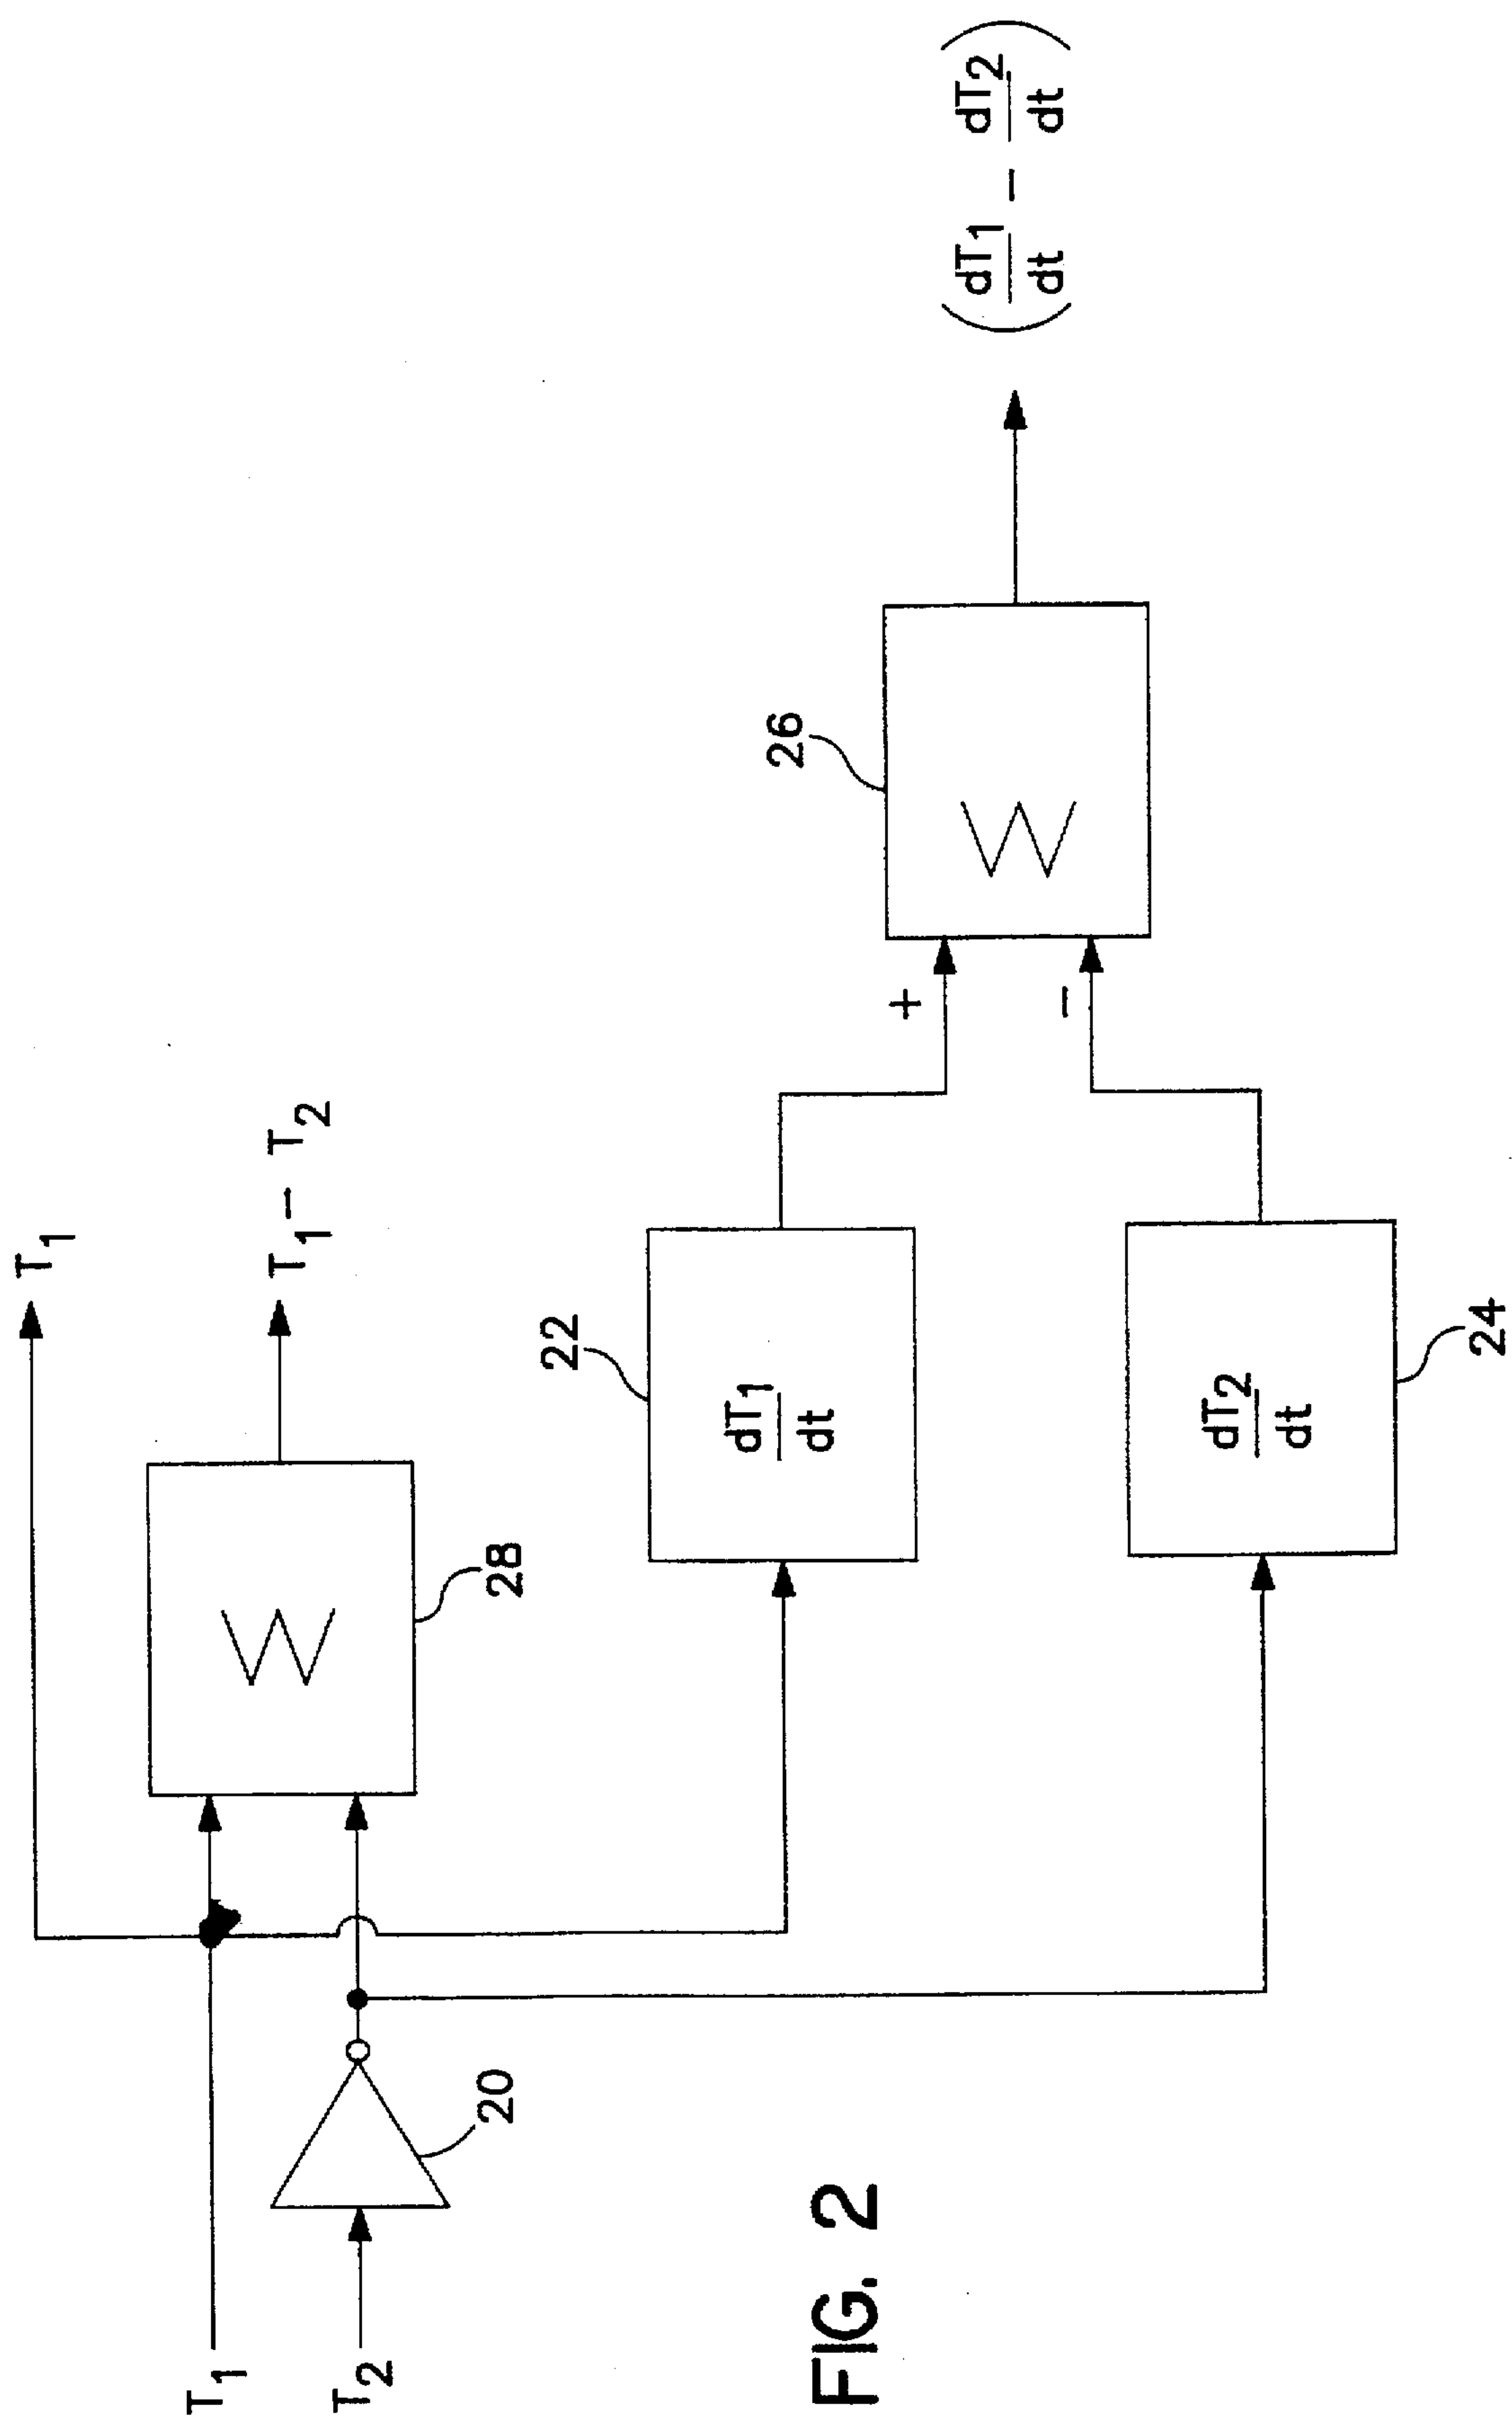 T₁
T₁
Σ
T₁ − T₂
T₂
20
28
22
dT₁
dt
26
+
−
Σ
(dT₁/dt − dT₂/dt)
dT₂
dt
24
FIG. 2